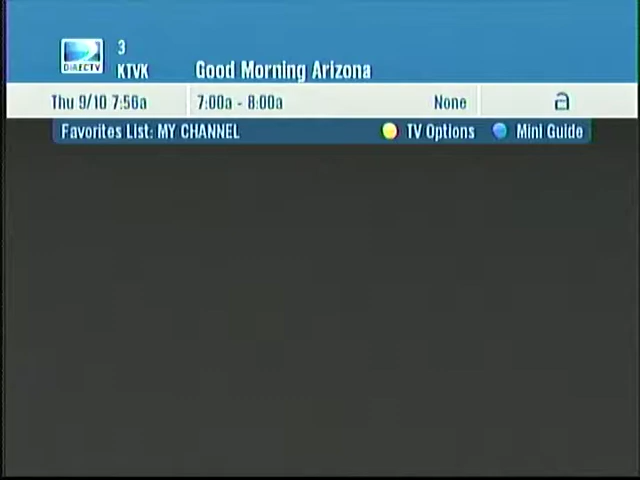 3
DIRECTV
KTVK
Good Morning Arizona
Thu 9/10 7:56a
7:00a - 8:00a
None
Favorites List: MY CHANNEL
TV Options
Mini Guide